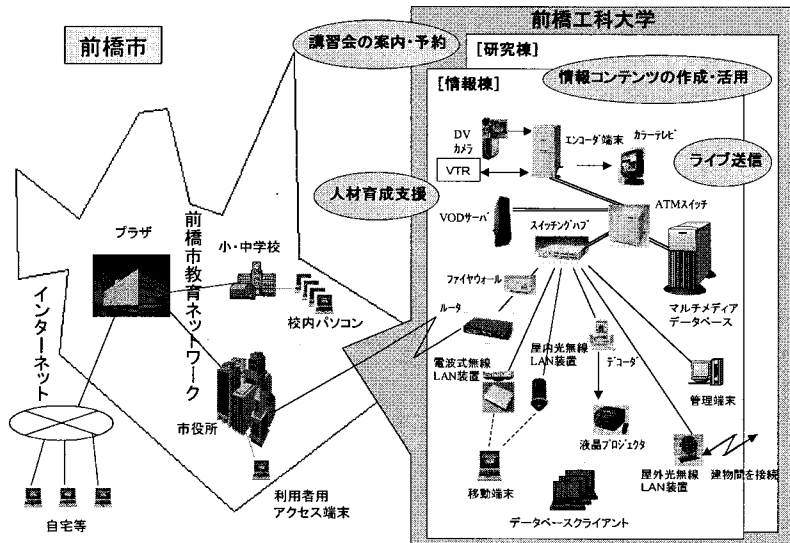 前橋市
前橋工科大学
講習会の案内・予約
[研究棟]
[情報棟]
情報コンテンツの作成・活用
DV
カメラ
エンコーダ端末
カラーテレビ
VTR
ライブ送信
人材育成支援
ATMスイッチ
VODサーバ
スイッチングハブ
プラザ
前橋市教育ネットワーク
小・中学校
ファイヤウォール
インターネット
校内パソコン
ルータ
マルチメディア
データベース
電波式無線
LAN装置
屋内光無線
LAN装置
デコーダ
管理端末
市役所
液晶プロジェクタ
利用者用
アクセス端末
移動端末
屋外光無線
LAN装置
建物間を接続
自宅等
データベースクライアント